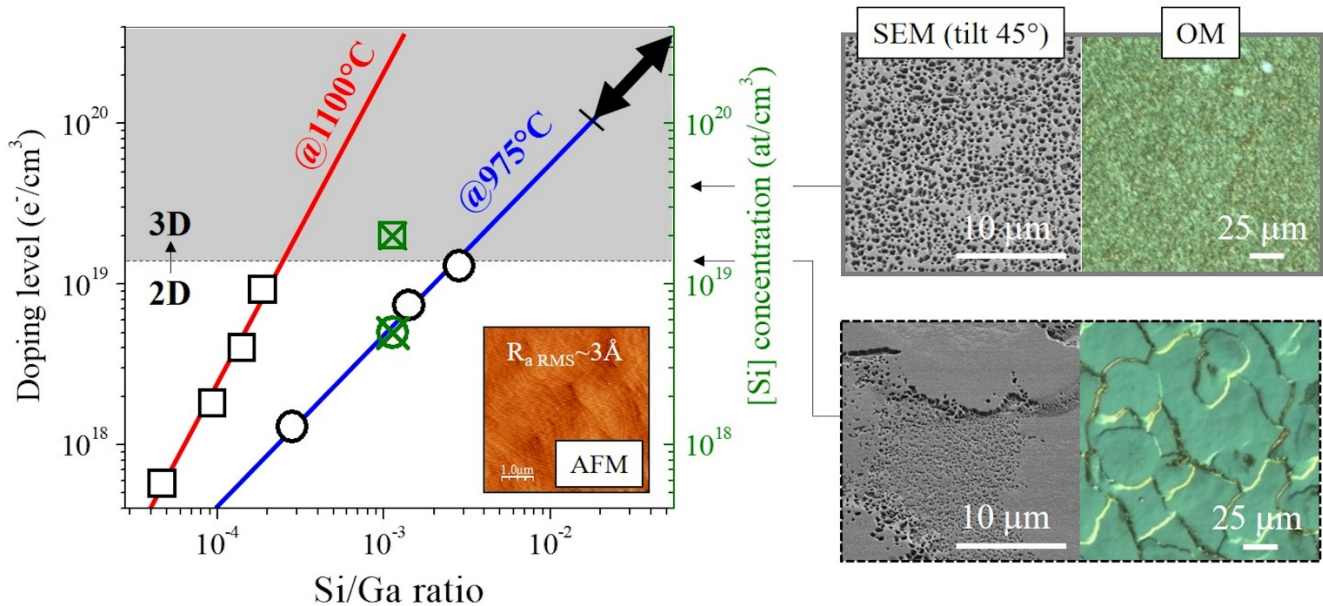 Doping level (e⁻/cm³)
10²⁰
10¹⁹
10¹⁸
3D
2D
@1100°C
@975°C
Rₐ RMS~3Å
1.0µm
AFM
10⁻⁴
10⁻³
10⁻²
Si/Ga ratio
10²⁰
10¹⁹
10¹⁸
[Si] concentration (at/cm³)
SEM (tilt 45°)
OM
10 µm
25 µm
10 µm
25 µm